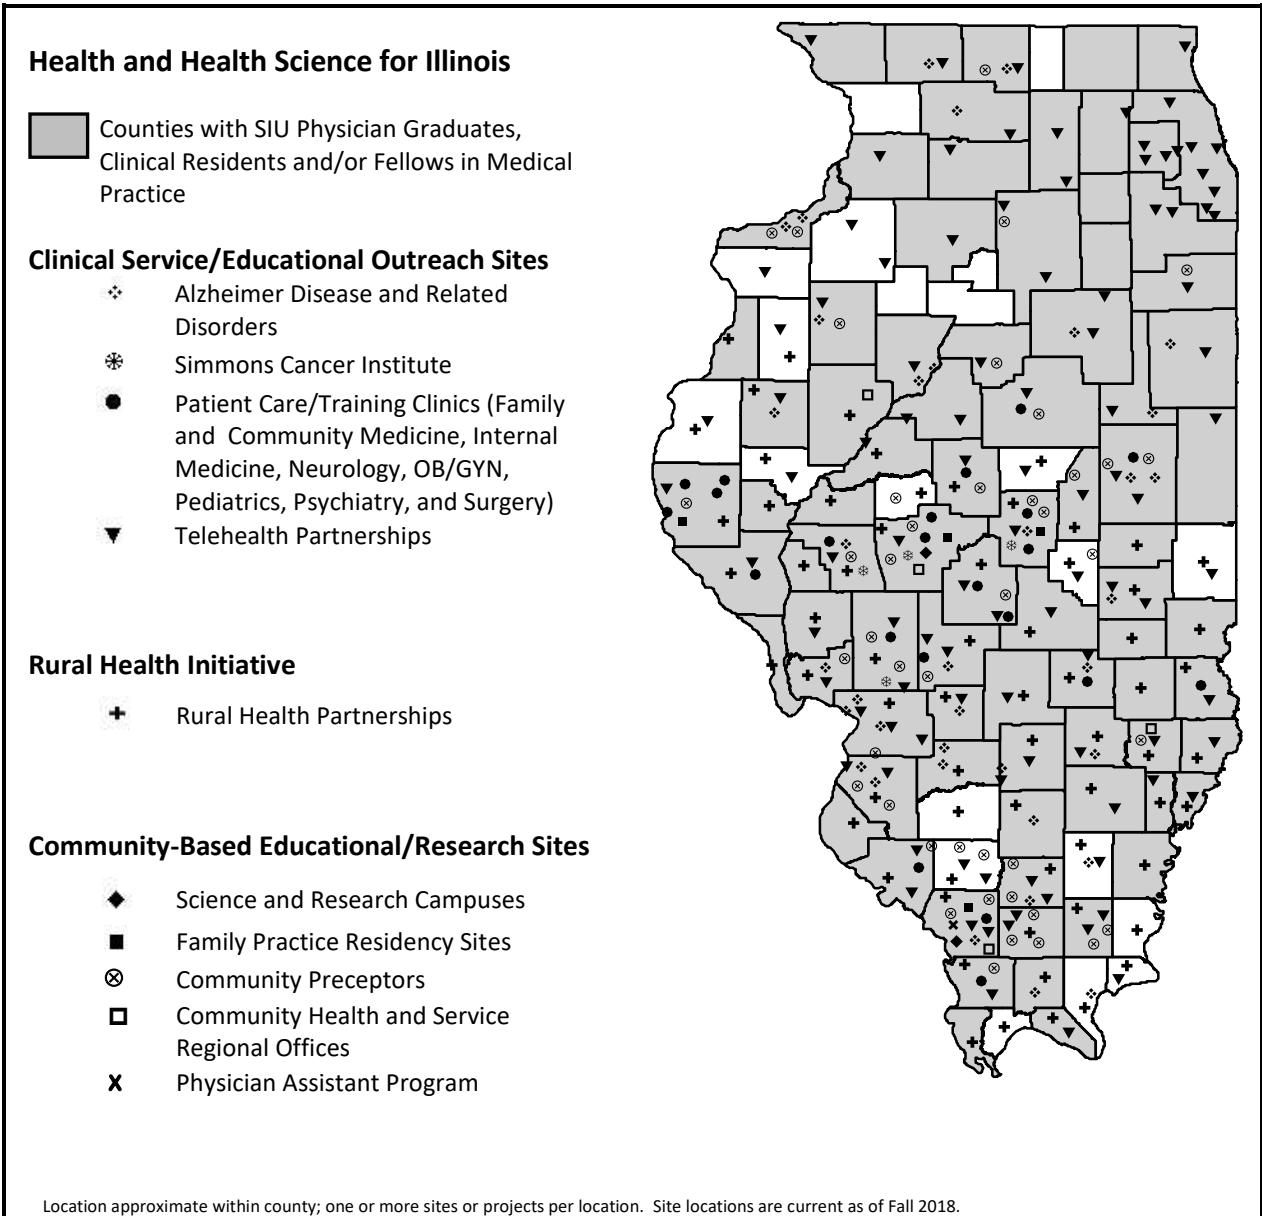 Health and Health Science for Illinois
Counties with SIU Physician Graduates,
Clinical Residents and/or Fellows in Medical
Practice
Clinical Service/Educational Outreach Sites
Alzheimer Disease and Related
Disorders
Simmons Cancer Institute
Patient Care/Training Clinics (Family
and Community Medicine, Internal
Medicine, Neurology, OB/GYN,
Pediatrics, Psychiatry, and Surgery)
Telehealth Partnerships
Rural Health Initiative
Rural Health Partnerships
Community-Based Educational/Research Sites
Science and Research Campuses
Family Practice Residency Sites
Community Preceptors
Community Health and Service
Regional Offices
Physician Assistant Program
Location approximate within county; one or more sites or projects per location. Site locations are current as of Fall 2018.